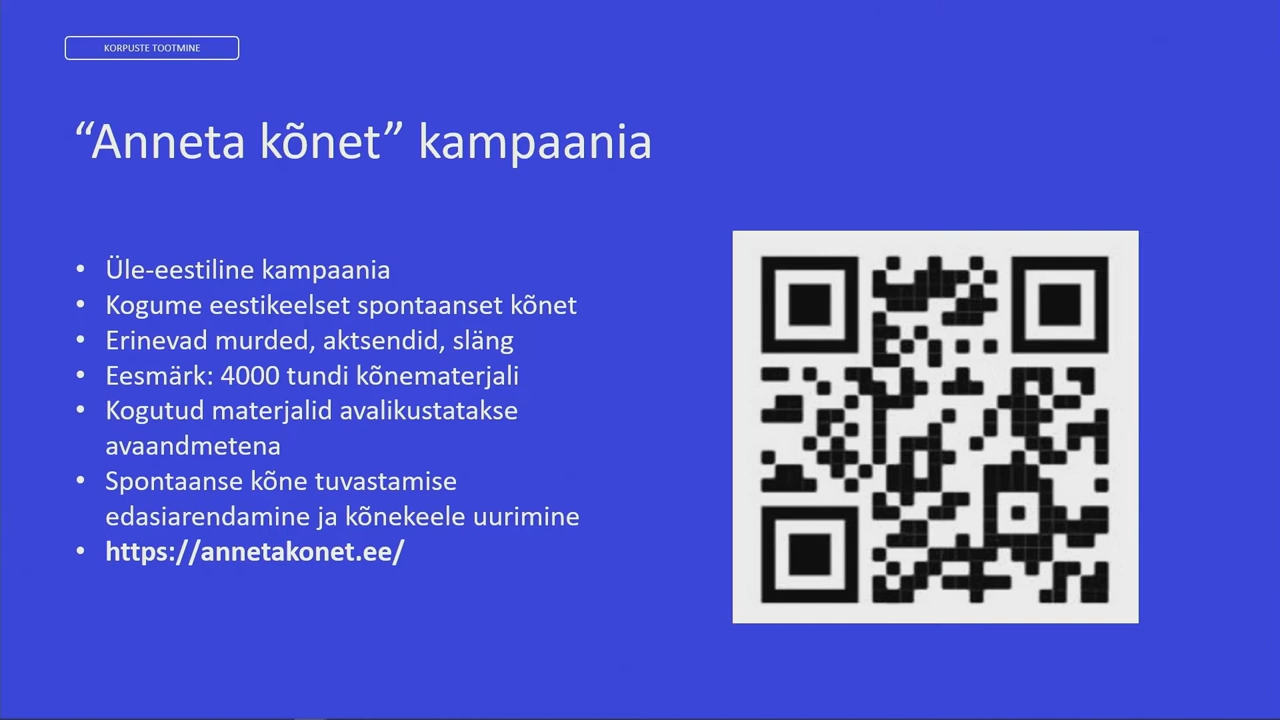 KORPUSTE TOOTMINE
“Anneta kõnet” kampaania
• Üle-eestiline kampaania
• Kogume eestikeelset spontaanset kõnet
• Erinevad murded, aktsendid, släng
• Eesmärk: 4000 tundi kõnematerjali
• Kogutud materjalid avalikustatakse
avaandmetena
• Spontaanse kõne tuvastamise
edasiarendamine ja kõnekeele uurimine
• https://annetakonet.ee/